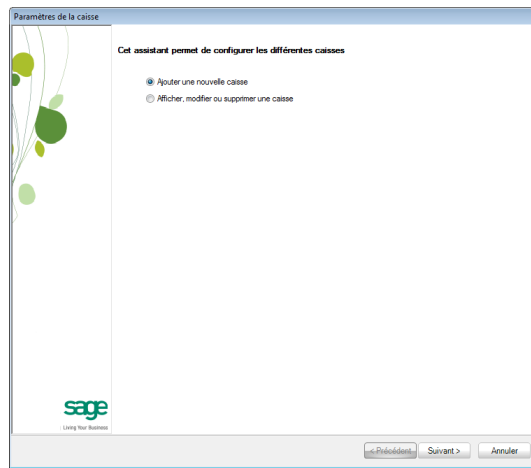 Paramètres de la caisse
Cet assistant permet de configurer les différentes caisses
Ajouter une nouvelle caisse
Afficher, modifier ou supprimer une caisse
sage
Living Your Business
< Précédent
Suivant >
Annuler